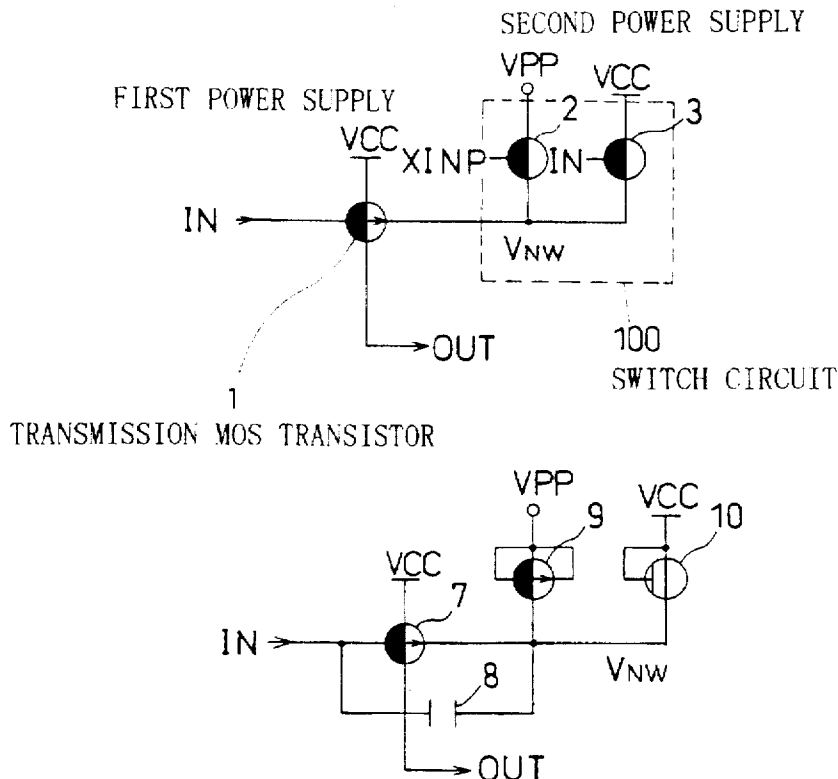 SECOND POWER SUPPLY
VPP
VCC
FIRST POWER SUPPLY
2
3
VCC
XINP
IN
IN
VNW
OUT
100
SWITCH CIRCUIT
1
TRANSMISSION MOS TRANSISTOR
VPP
VCC
9
10
VCC
7
IN
VNW
8
OUT